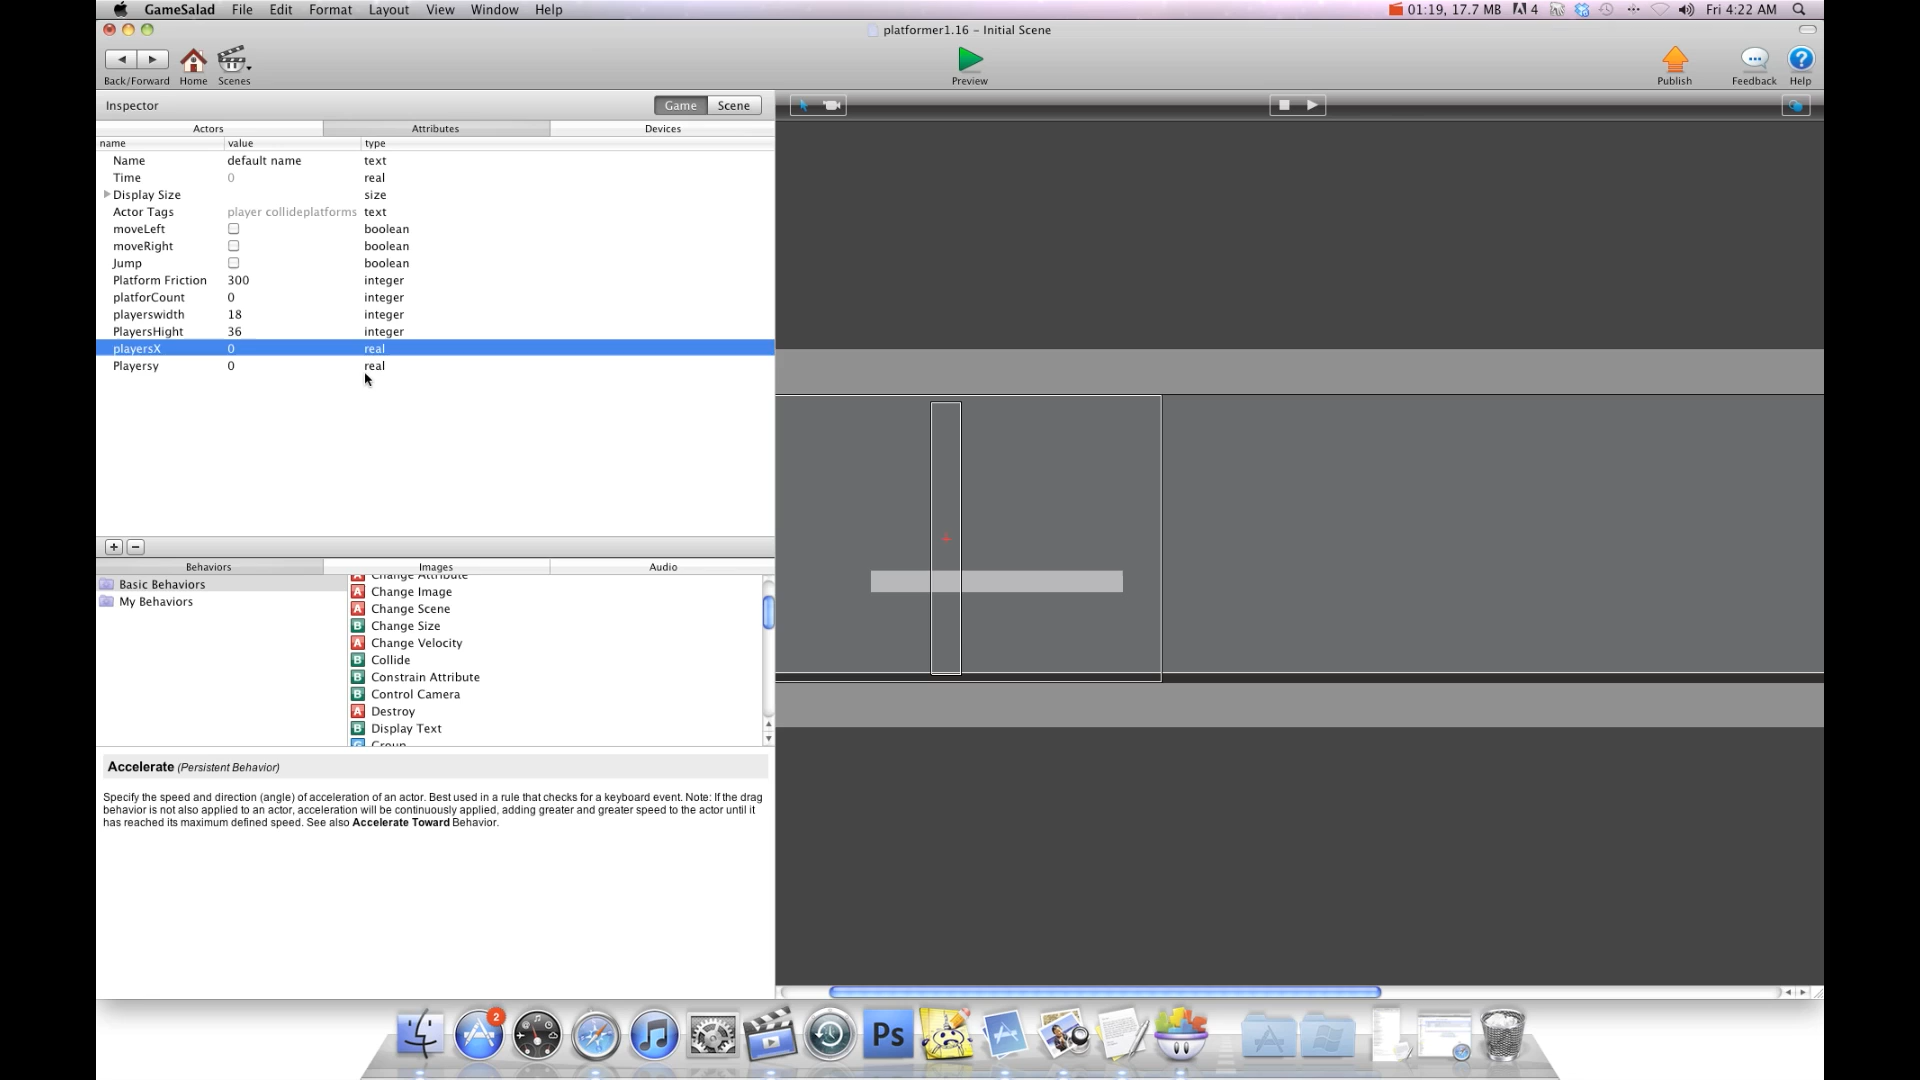 GameSalad File Edit Format Layout View Window Help 01:19, 17.7 MB 4 Fri 4:22 AM
platformer1.16 – Initial Scene
Back/Forward Home Scenes Preview Publish Feedback Help
Inspector Game Scene
Actors Attributes Devices
name value type
Name default name text
Time 0 real
Display Size size
Actor Tags player collideplatforms text
moveLeft boolean
moveRight boolean
Jump boolean
Platform Friction 300 integer
platforCount 0 integer
playerswidth 18 integer
PlayersHight 36 integer
playersX 0 real
Playersy 0 real
+ −
Behaviors Images Audio
Basic Behaviors
My Behaviors
A Change Attribute
A Change Image
A Change Scene
B Change Size
A Change Velocity
B Collide
B Constrain Attribute
B Control Camera
A Destroy
B Display Text
G Group
Accelerate (Persistent Behavior)
Specify the speed and direction (angle) of acceleration of an actor. Best used in a rule that checks for a keyboard event. Note: If the drag
behavior is not also applied to an actor, acceleration will be continuously applied, adding greater and greater speed to the actor until it
has reached its maximum defined speed. See also Accelerate Toward Behavior.
2
Ps